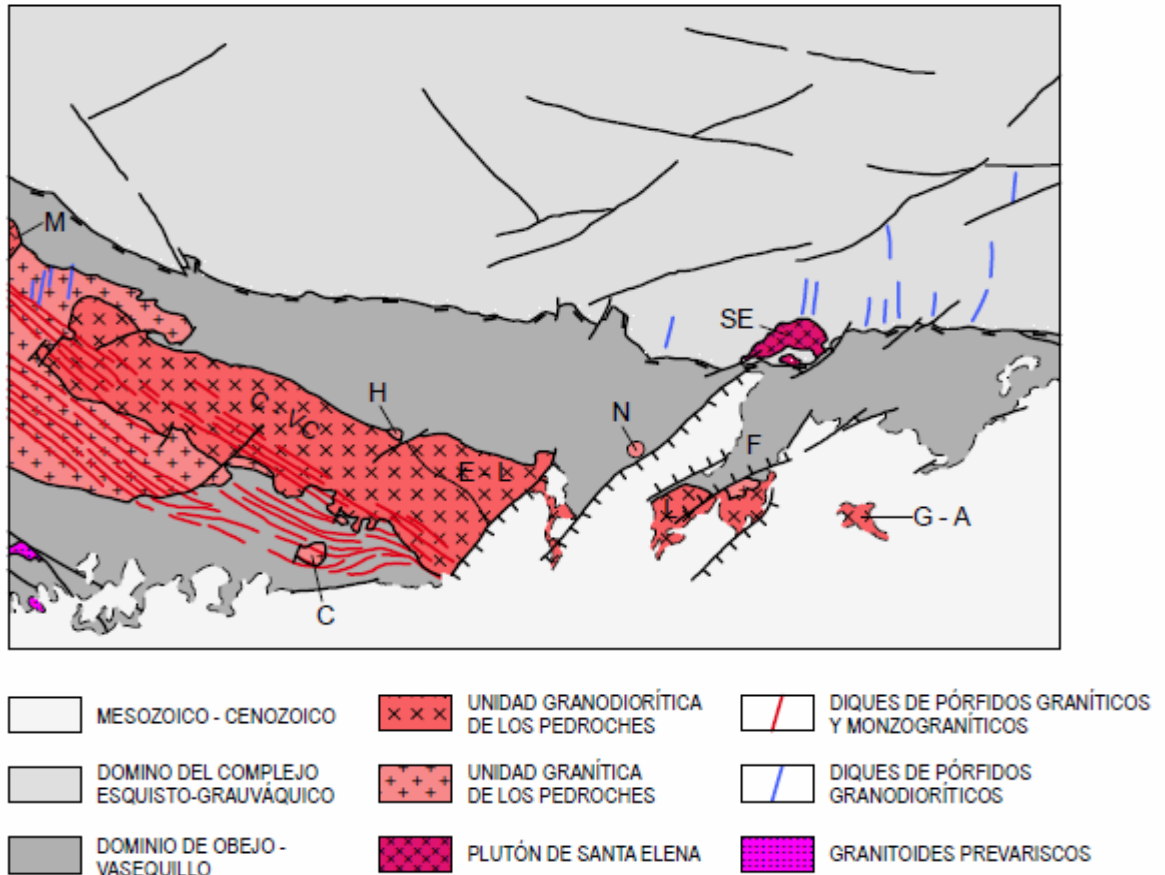 M
SE
H
N
C - VC
F
E - L
L
G - A
A
C
MESOZOICO - CENOZOICO
UNIDAD GRANODIORÍTICA
DE LOS PEDROCHES
DIQUES DE PÓRFIDOS GRANÍTICOS
Y MONZOGRANÍTICOS
DOMINO DEL COMPLEJO
ESQUISTO-GRAUVÁQUICO
UNIDAD GRANÍTICA
DE LOS PEDROCHES
DIQUES DE PÓRFIDOS
GRANODIORÍTICOS
DOMINIO DE OBEJO -
VASEQUILLO
PLUTÓN DE SANTA ELENA
GRANITOIDES PREVARISCOS